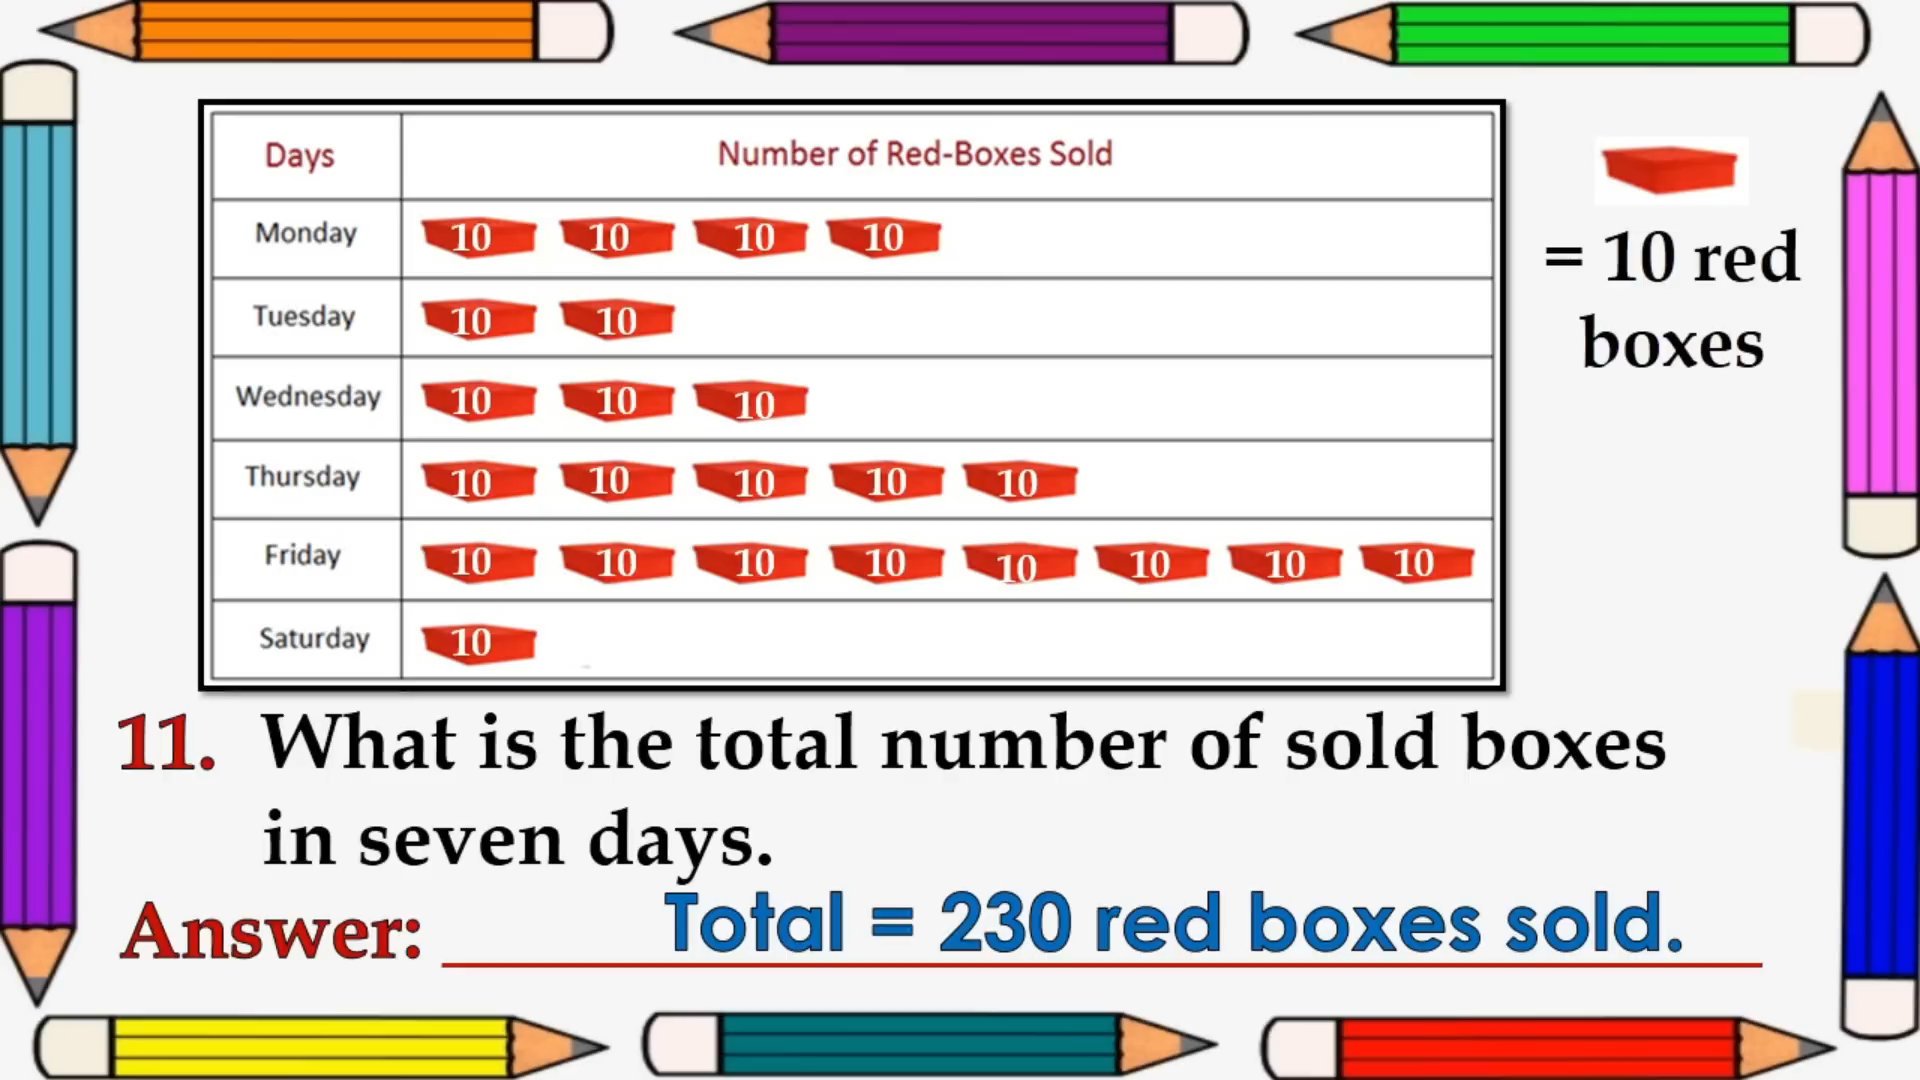 Days Number of Red-Boxes Sold
Monday 10 10 10 10
Tuesday 10 10
Wednesday 10 10 10
Thursday 10 10 10 10 10
Friday 10 10 10 10 10 10 10 10
Saturday 10
= 10 red
boxes
11. What is the total number of sold boxes
in seven days.
Answer: Total = 230 red boxes sold.